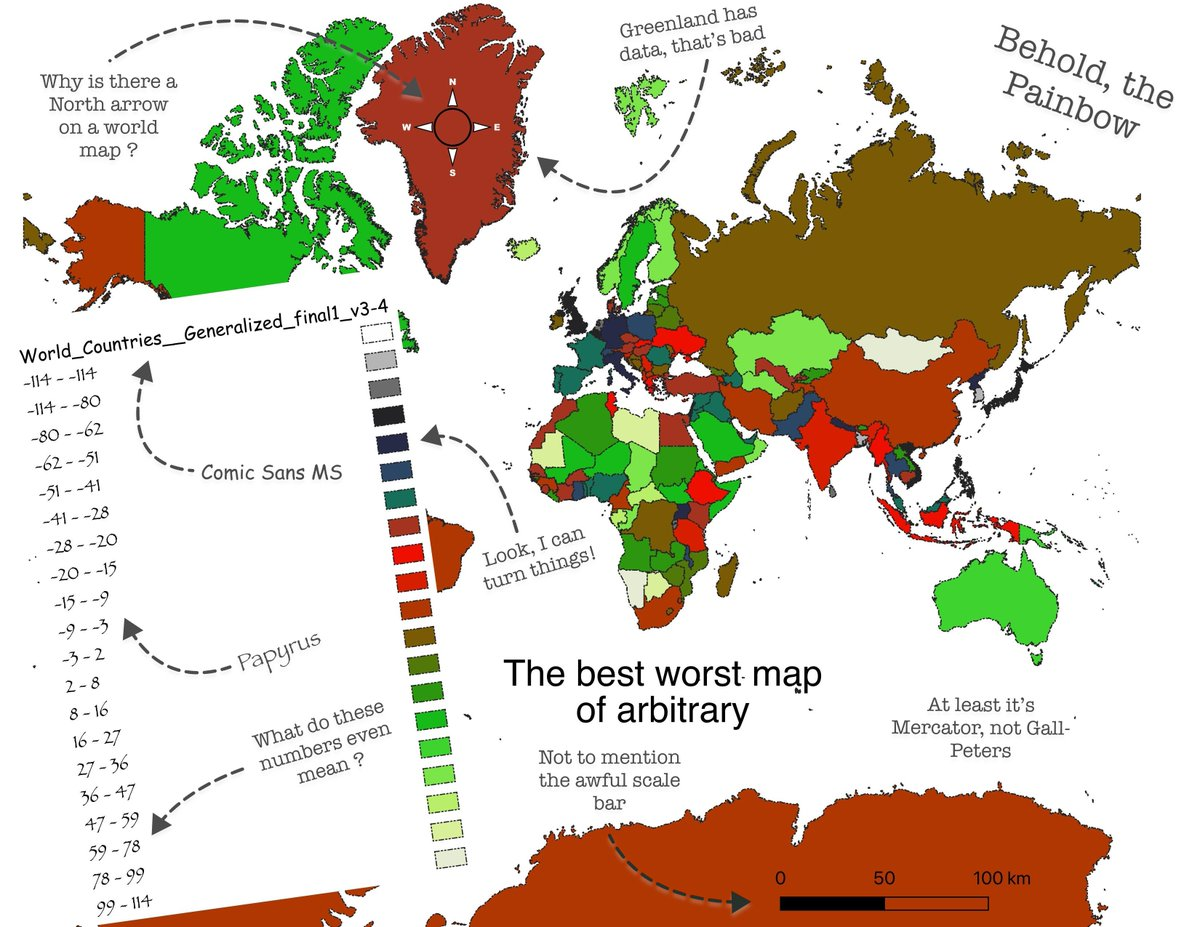 Greenland has
data, that's bad
Behold, the
Painbow
Why is there a
North arrow
on a world
map ?
N
W
E
S
World_Countries__Generalized_final1_v3-4
-114 - -114
-114 - -80
-80 - -62
-62 - -51
-51 - -41
-41 - -28
-28 - -20
-20 - -15
-15 - -9
-9 - -3
-3 - 2
2 - 8
8 - 16
16 - 27
27 - 36
36 - 47
47 - 59
59 - 78
78 - 99
99 - 114
Comic Sans MS
Look, I can
turn things!
Papyrus
What do these
numbers even
mean ?
The best worst map
of arbitrary
At least it's
Mercator, not Gall-
Peters
Not to mention
the awful scale
bar
0 50 100 km